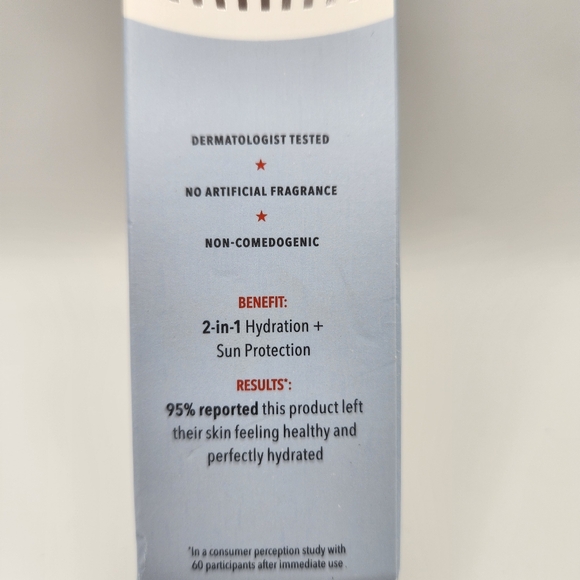 DERMATOLOGIST TESTED
★
NO ARTIFICIAL FRAGRANCE
★
NON-COMEDOGENIC
BENEFIT:
2-in-1 Hydration +
Sun Protection
RESULTS*:
95% reported this product left
their skin feeling healthy and
perfectly hydrated
*In a consumer perception study with
60 participants after immediate use